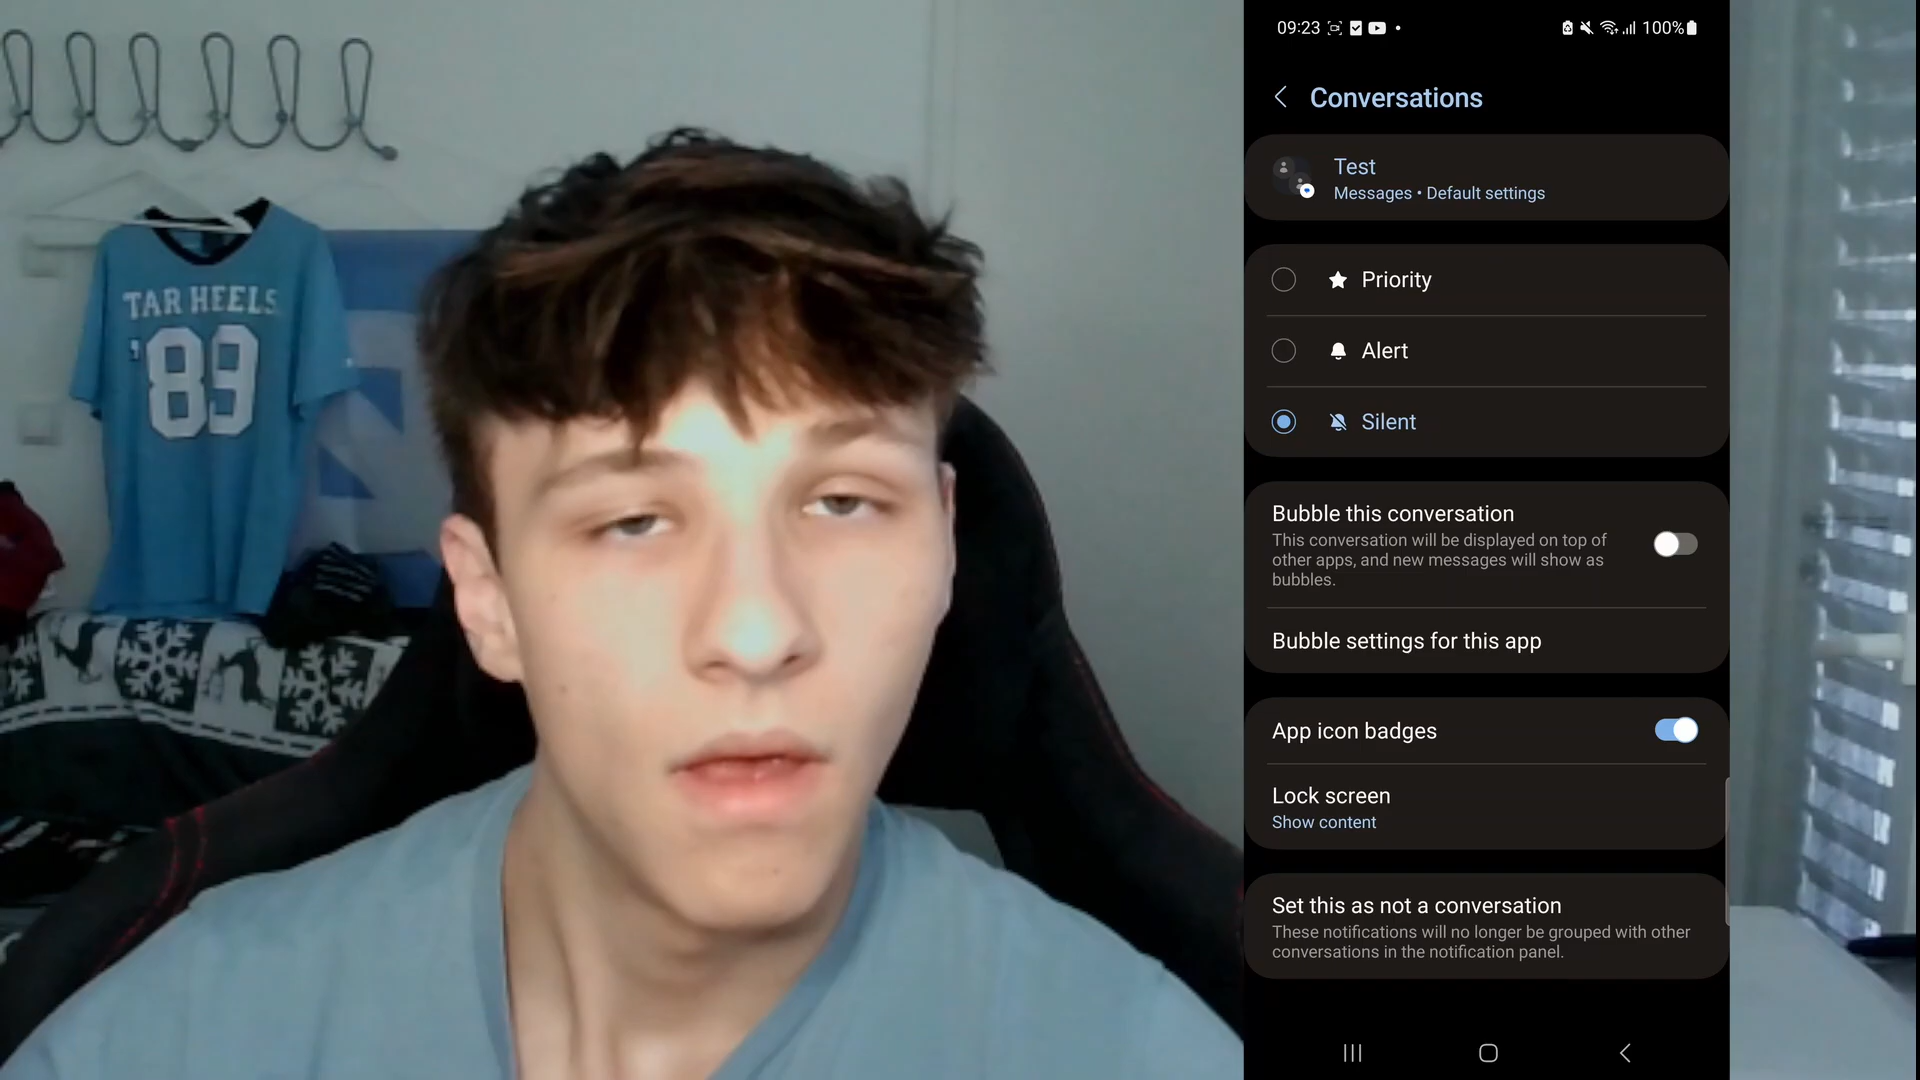 TAR HEELS
'89
09:23
100%
Conversations
Test
Messages • Default settings
Priority
Alert
Silent
Bubble this conversation
This conversation will be displayed on top of
other apps, and new messages will show as
bubbles.
Bubble settings for this app
App icon badges
Lock screen
Show content
Set this as not a conversation
These notifications will no longer be grouped with other
conversations in the notification panel.